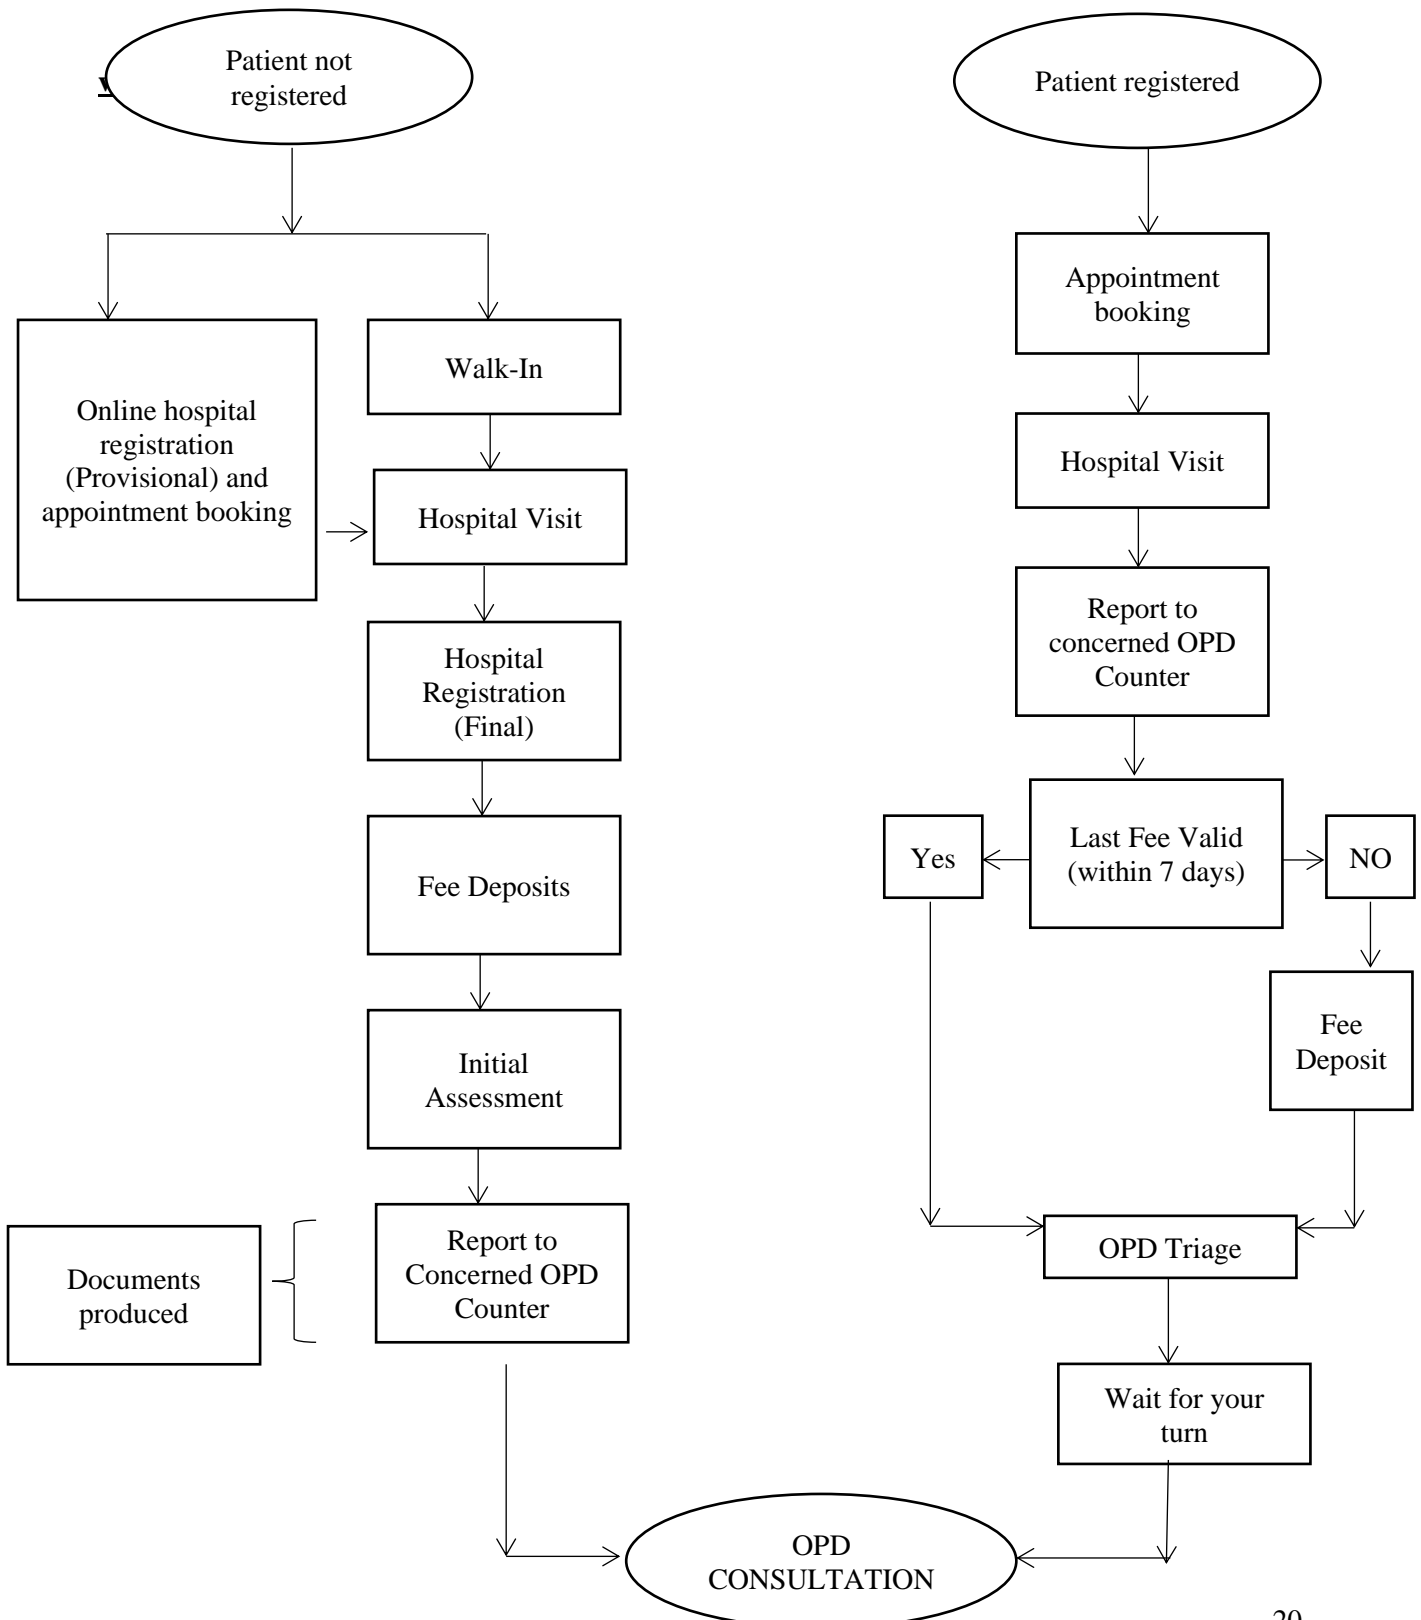 Patient not
registered
Online hospital
registration
(Provisional) and
appointment booking
Walk-In
Hospital Visit
Hospital
Registration
(Final)
Fee Deposits
Initial
Assessment
Report to
Concerned OPD
Counter
Documents
produced
Patient registered
Appointment
booking
Hospital Visit
Report to
concerned OPD
Counter
Last Fee Valid
(within 7 days)
Yes
NO
Fee
Deposit
OPD Triage
Wait for your
turn
OPD
CONSULTATION